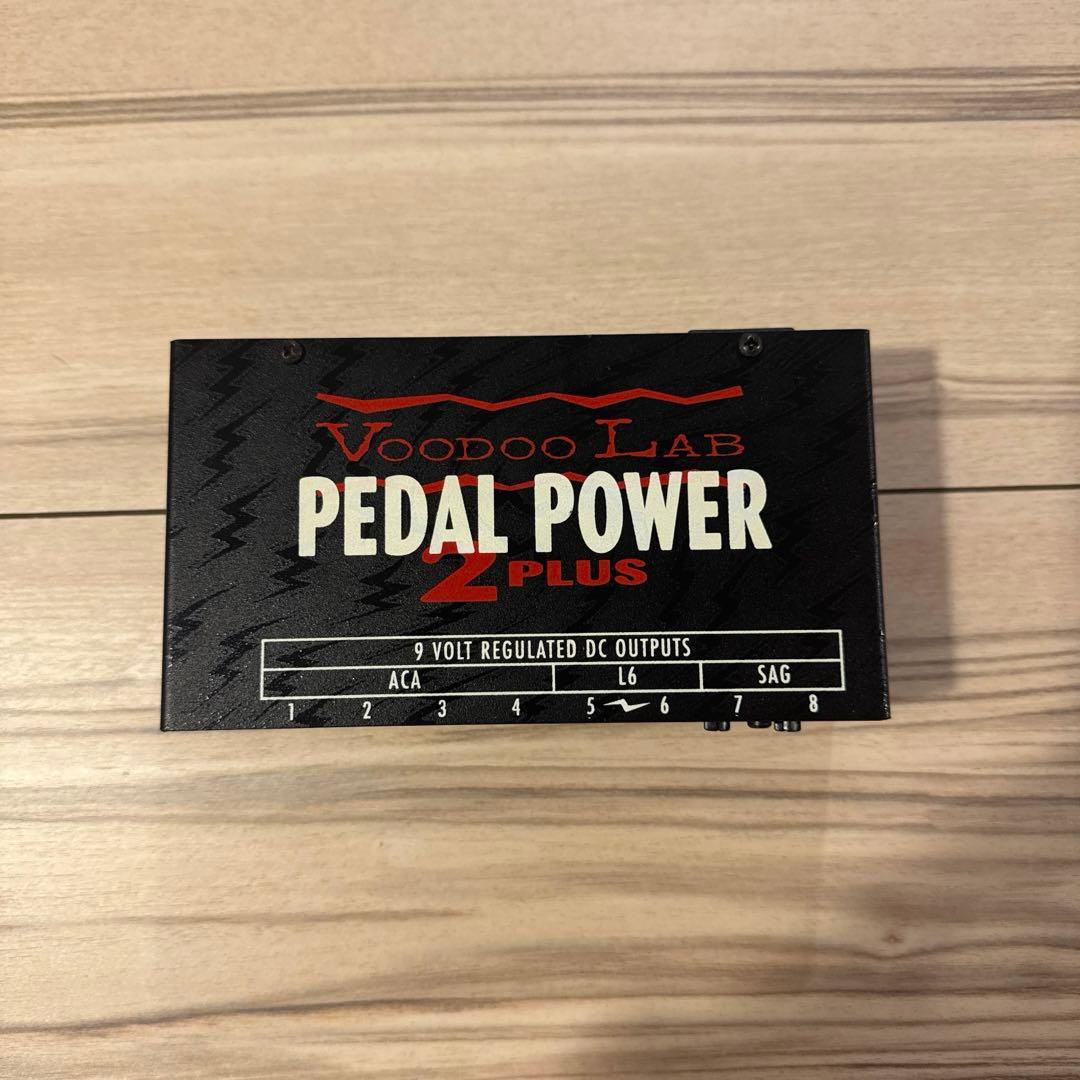 VOODOO LAB
PEDAL POWER
2 PLUS
9 VOLT REGULATED DC OUTPUTS
ACA L6 SAG
1 2 3 4 5 6 7 8